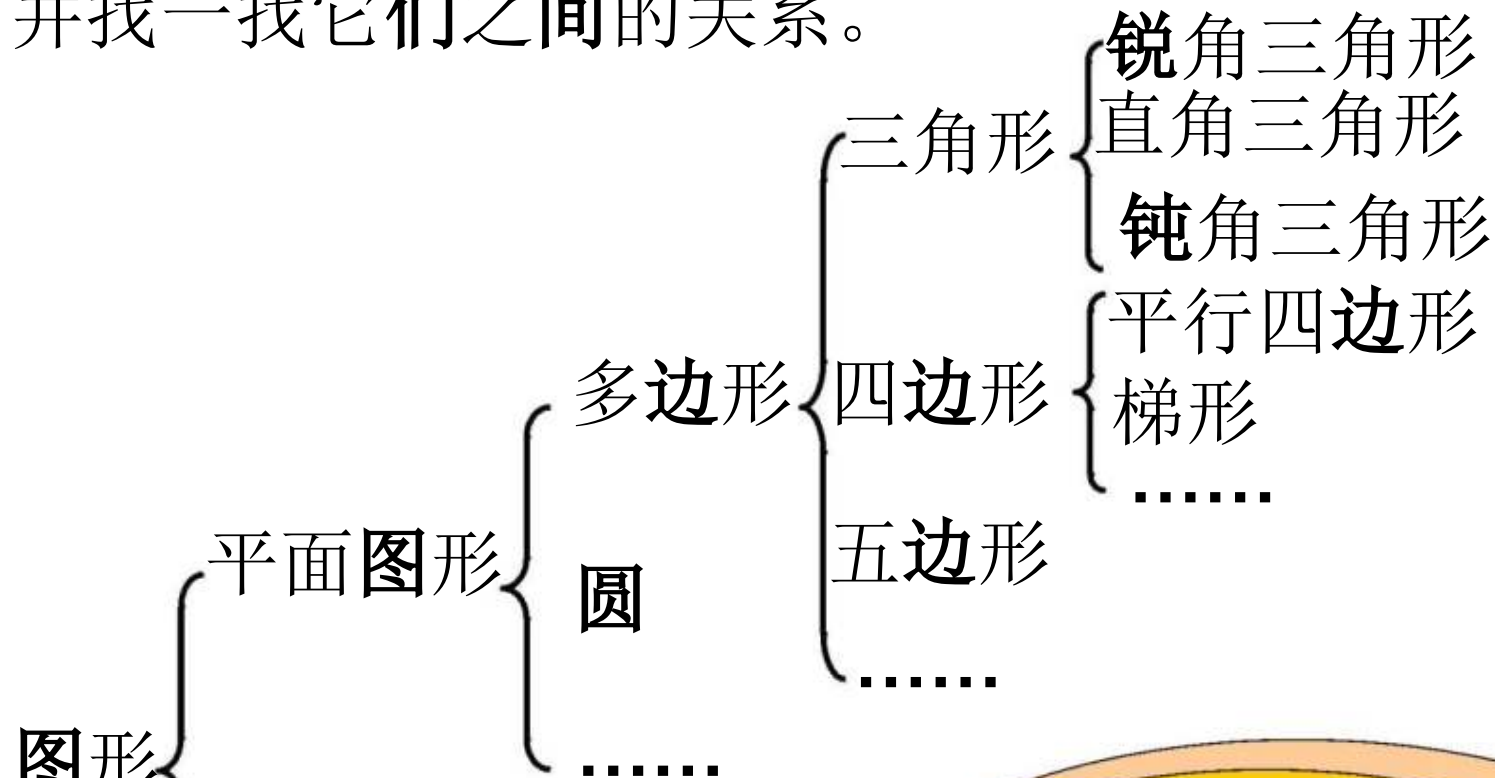 并找一找它们之间的关系。
锐角三角形
三角形
直角三角形
钝角三角形
平行四边形
多边形
四边形
梯形
......
平面图形
五边形
圆
......
图形
......